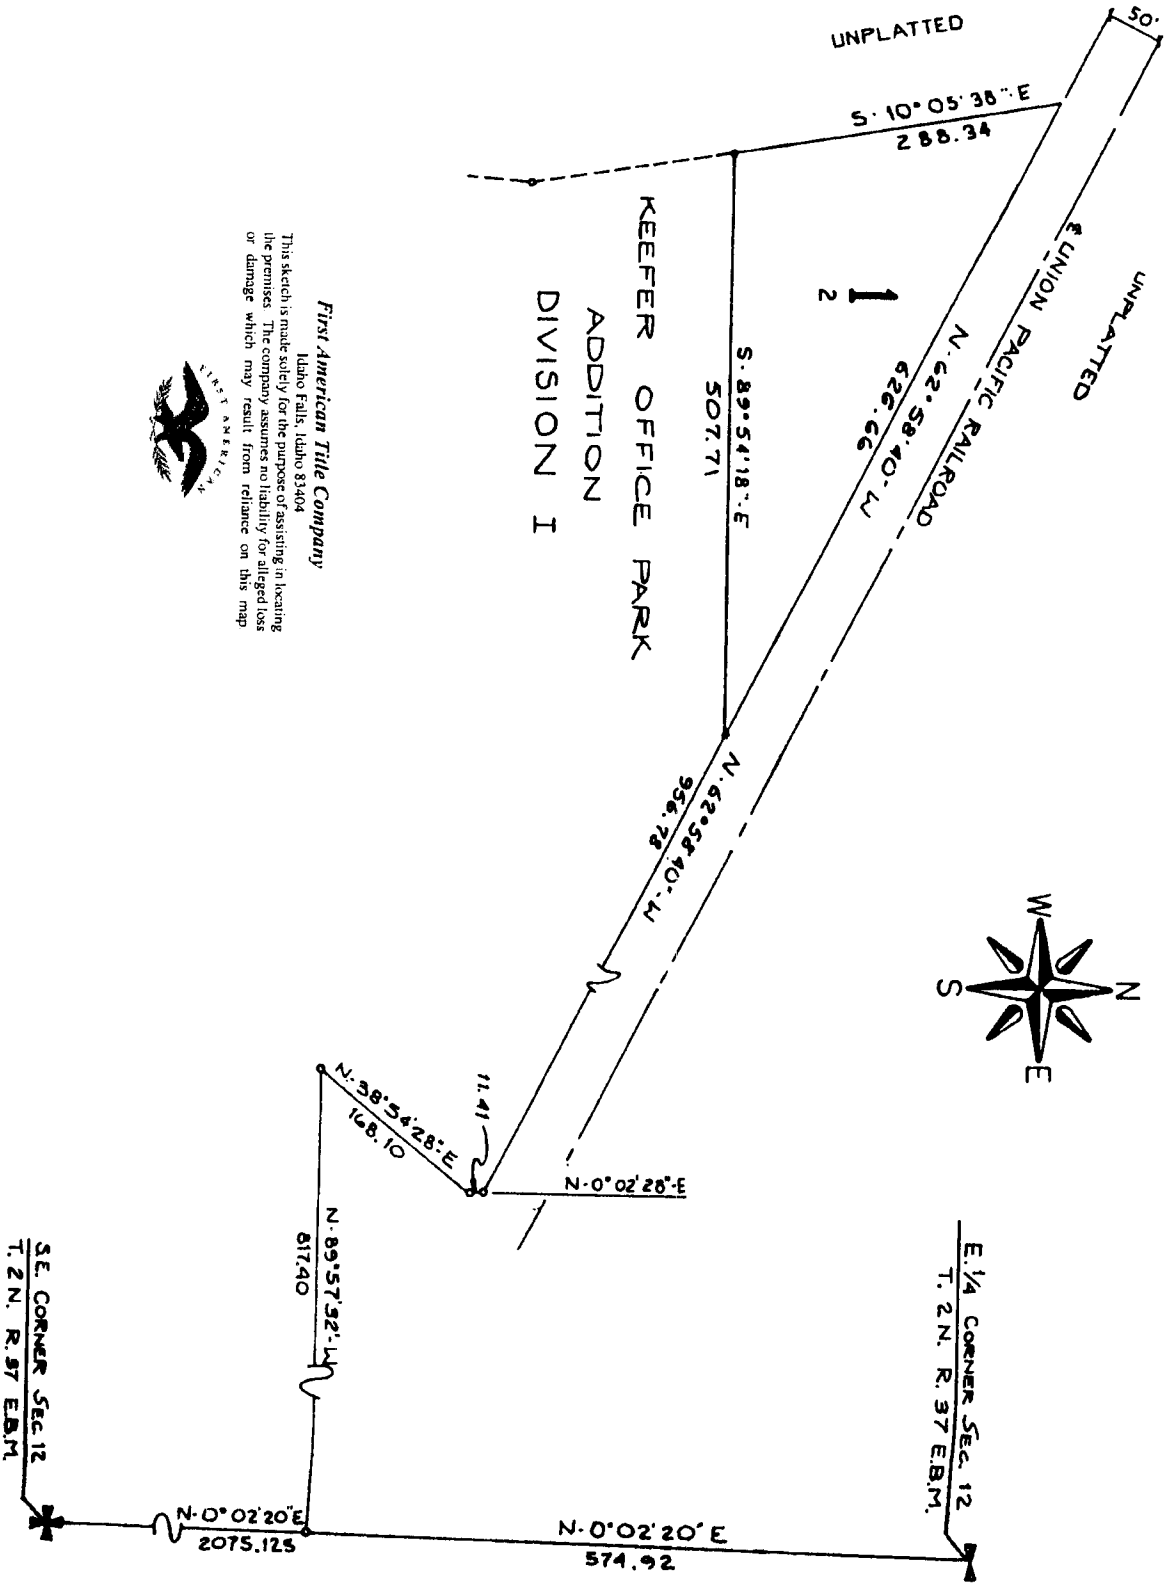 50'
UNPLATTED
S·10°05'38"·E
288.34
UNPLATTED
℄ UNION PACIFIC RAILROAD
N·62°58'40"W
626.66
1
2
S·89°54'18"·E
507.71
KEEFER OFFICE PARK
ADDITION
DIVISION I
First American Title Company
Idaho Falls, Idaho 83404
This sketch is made solely for the purpose of assisting in locating
the premises The company assumes no liability for alleged loss
or damage which may result from reliance on this map
FIRST AMERICAN
N·62°58'40"·W
956.78
W
N
S
E
11.41
N·38°54'28"·E
168.10
N·0°02'28"·E
N·89°57'32"·W
817.40
E. 1/4 CORNER SEC. 12
T. 2N. R. 37 E.B.M.
S.E. CORNER SEC. 12
T. 2N. R. 37 E.B.M.
N·0°02'20"E
2075.125
N·0°02'20"E
574.92